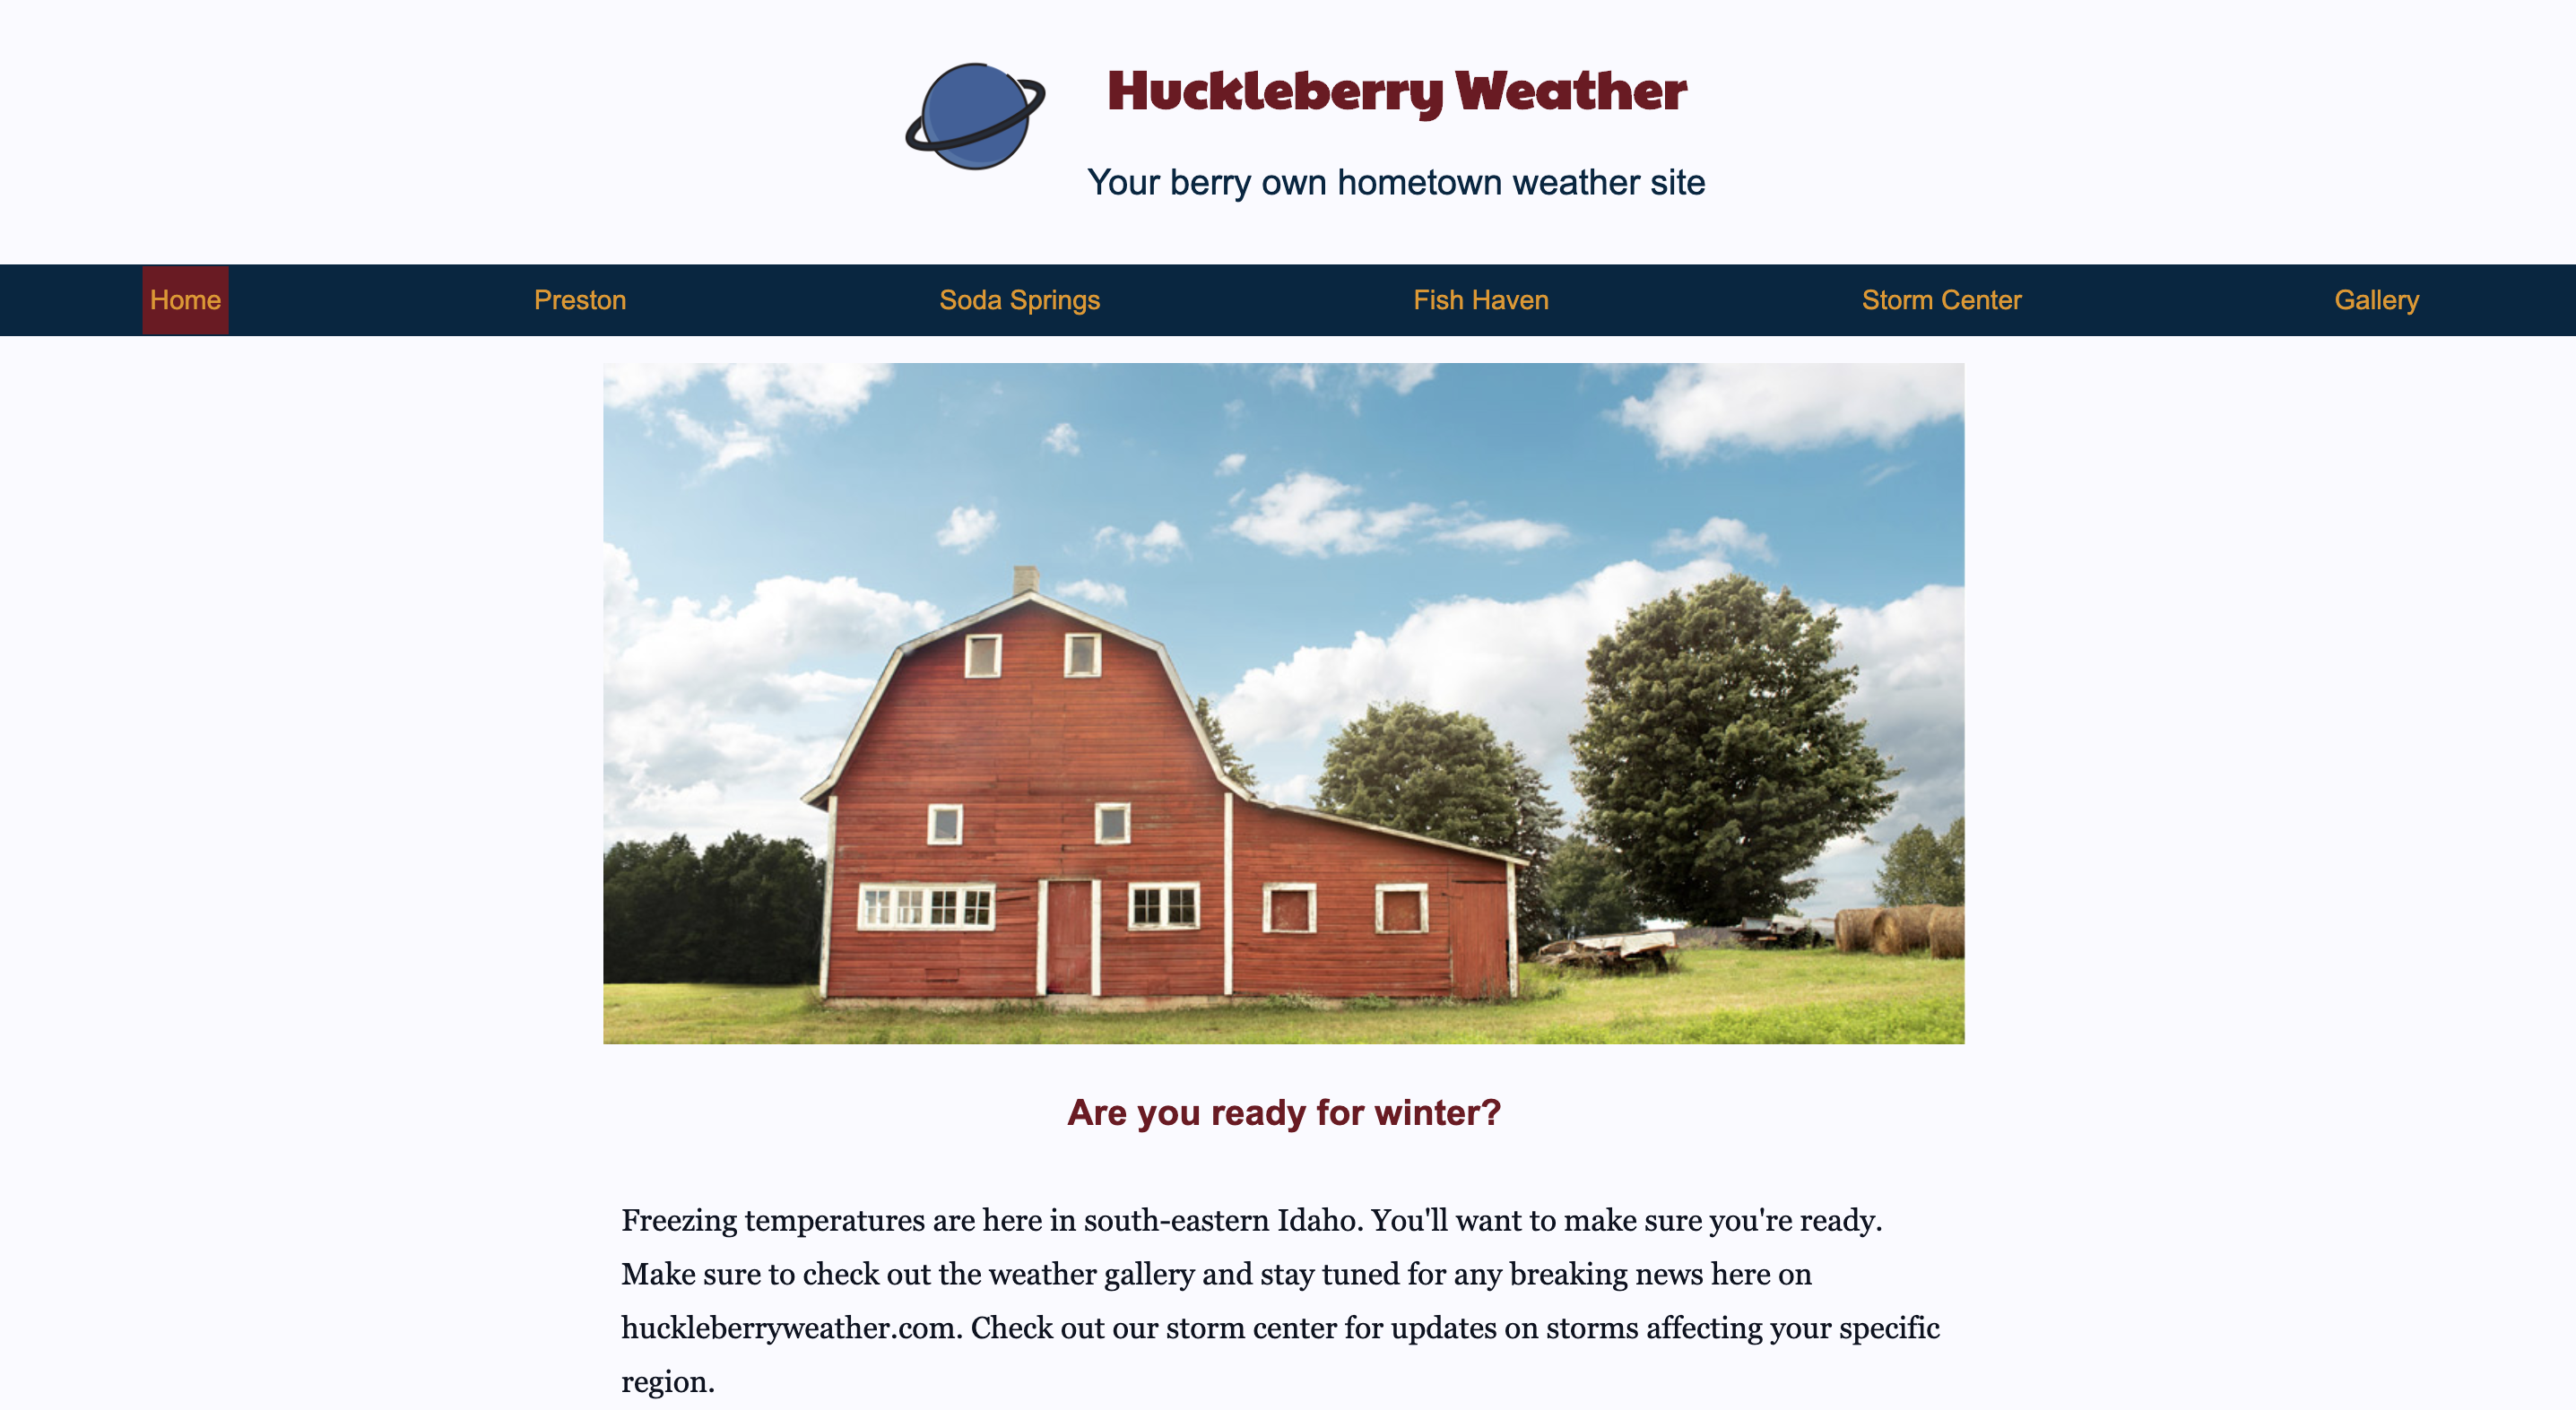 Huckleberry Weather
Your berry own hometown weather site
Home Preston Soda Springs Fish Haven Storm Center Gallery
Are you ready for winter?
Freezing temperatures are here in south-eastern Idaho. You'll want to make sure you're ready.
Make sure to check out the weather gallery and stay tuned for any breaking news here on
huckleberryweather.com. Check out our storm center for updates on storms affecting your specific
region.